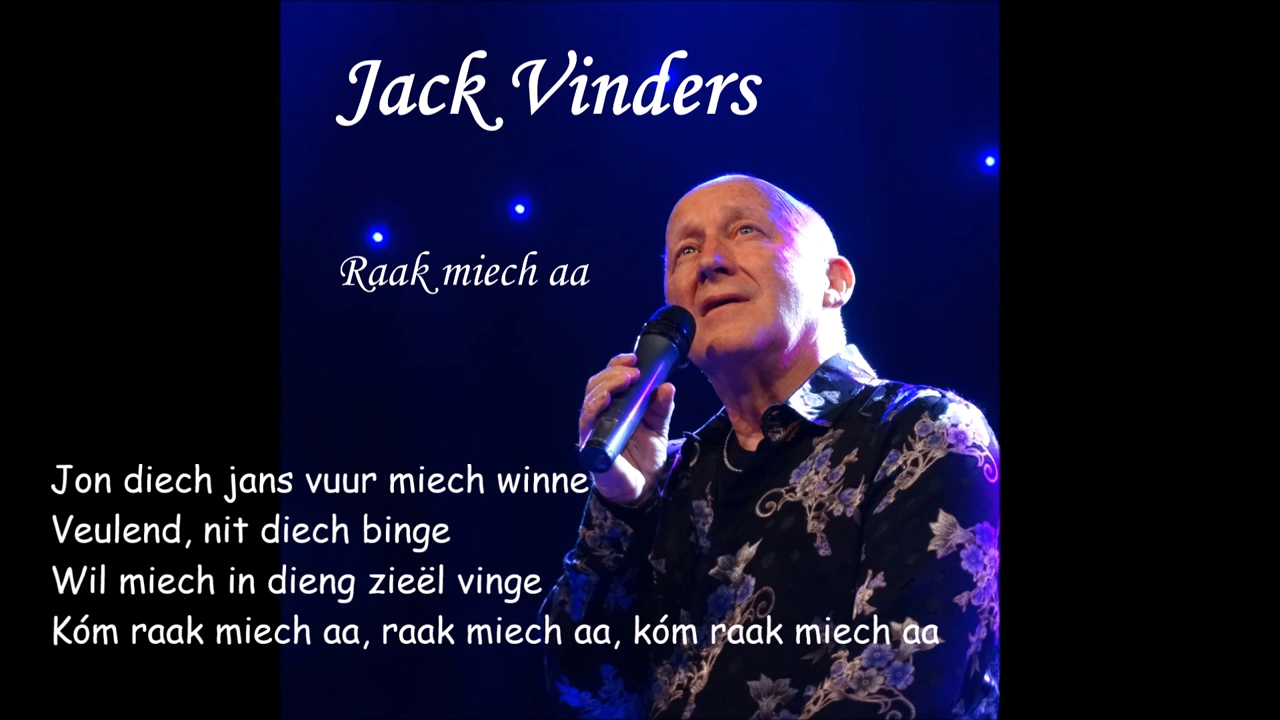 Jack Vinders
Raak miech aa
Jon diech jans vuur miech winne
Veulend, nit diech binge
Wil miech in dieng zieël vinge
Kóm raak miech aa, raak miech aa, kóm raak miech aa